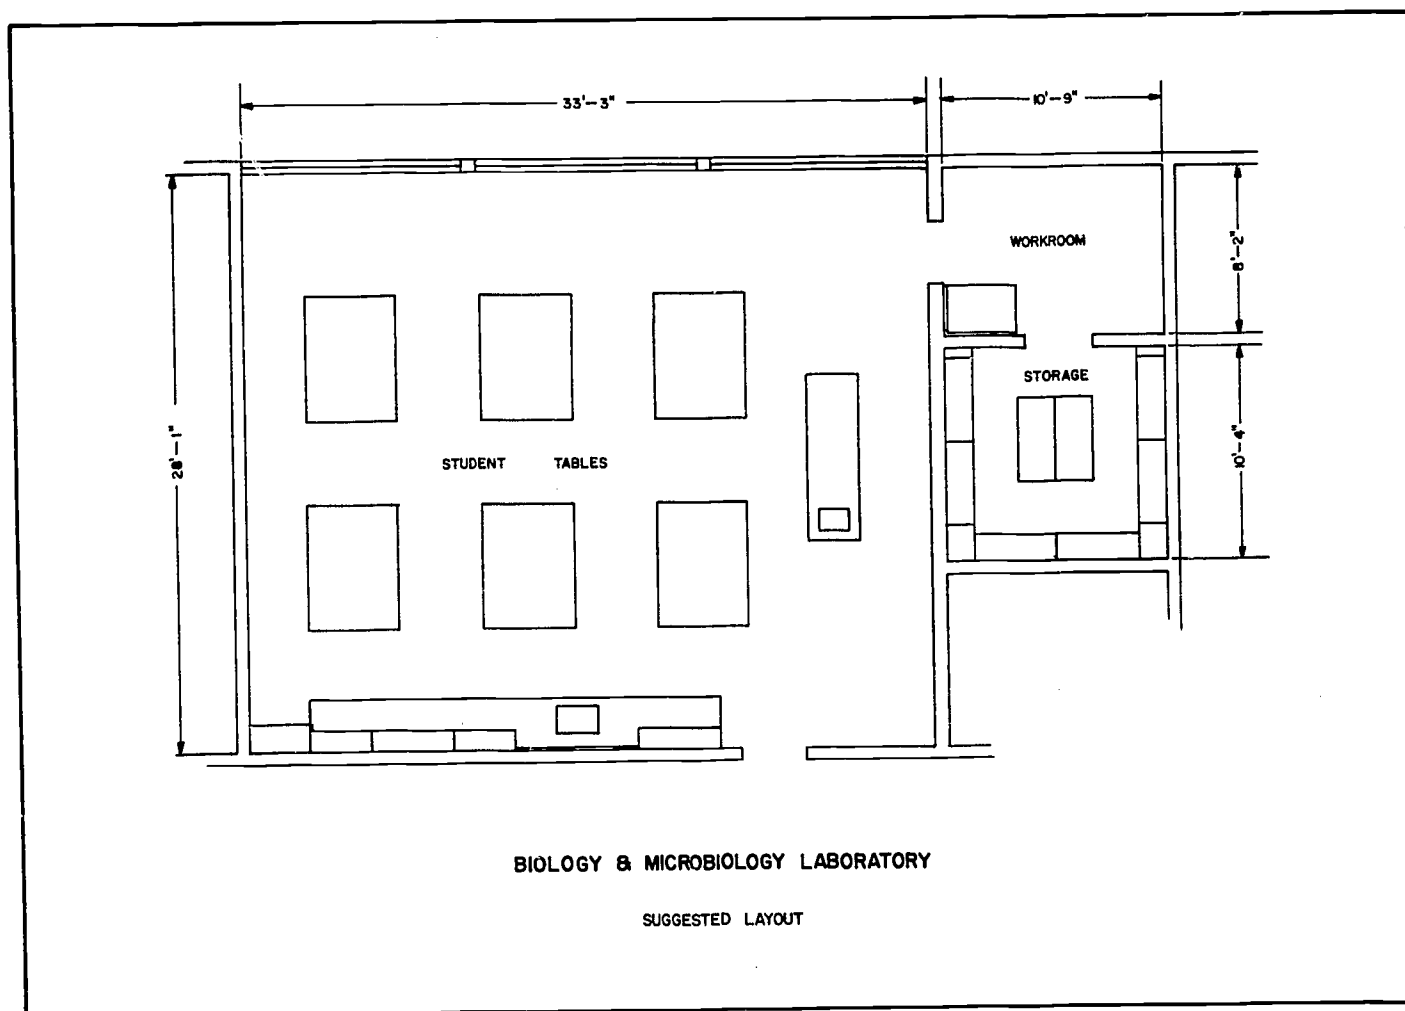 33'-3"
10'-9"
WORKROOM
8'-2"
STORAGE
28'-1"
STUDENT TABLES
10'-4"
BIOLOGY & MICROBIOLOGY LABORATORY
SUGGESTED LAYOUT